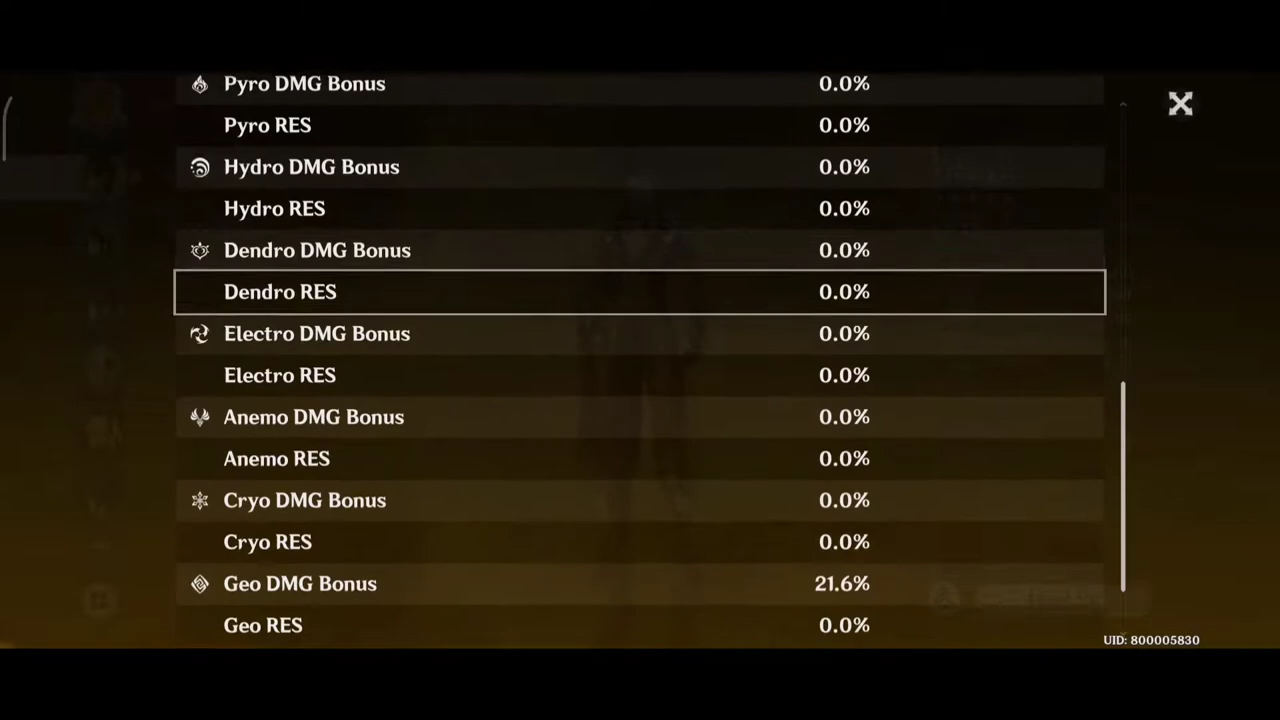 Pyro DMG Bonus 0.0%
Pyro RES 0.0%
Hydro DMG Bonus 0.0%
Hydro RES 0.0%
Dendro DMG Bonus 0.0%
Dendro RES 0.0%
Electro DMG Bonus 0.0%
Electro RES 0.0%
Anemo DMG Bonus 0.0%
Anemo RES 0.0%
Cryo DMG Bonus 0.0%
Cryo RES 0.0%
Geo DMG Bonus 21.6%
Geo RES 0.0%
UID: 800005830